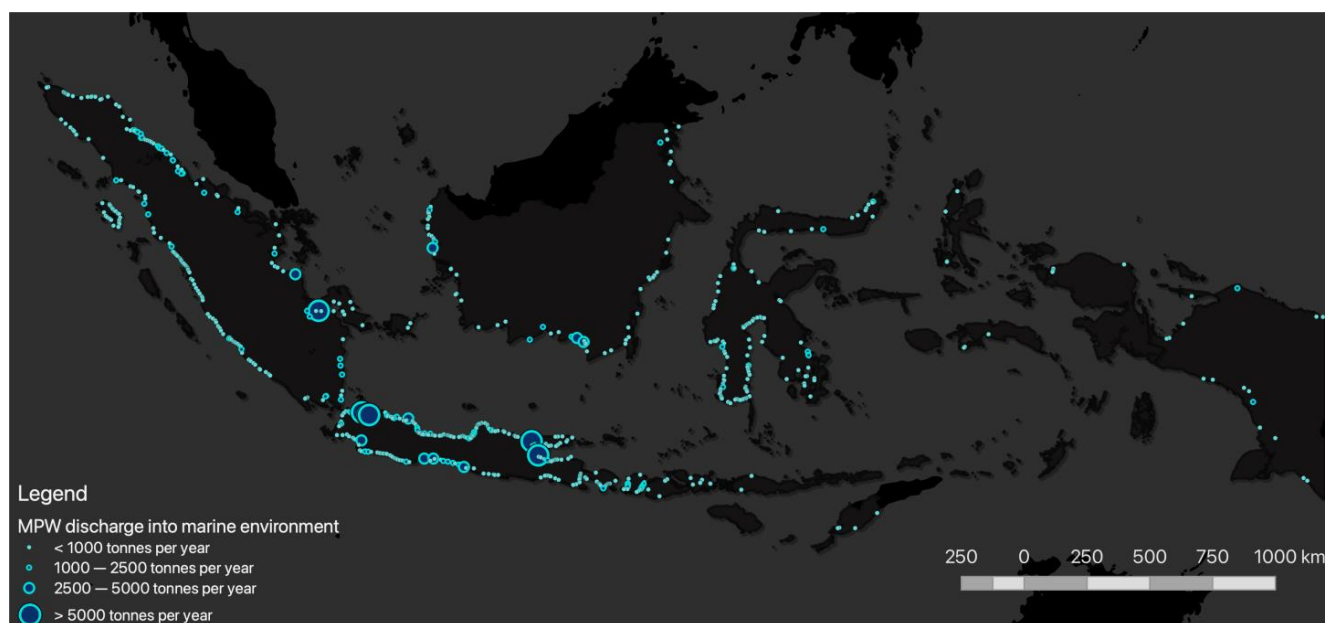 Legend
MPW discharge into marine environment
< 1000 tonnes per year
1000 — 2500 tonnes per year
2500 — 5000 tonnes per year
> 5000 tonnes per year
250 0 250 500 750 1000 km